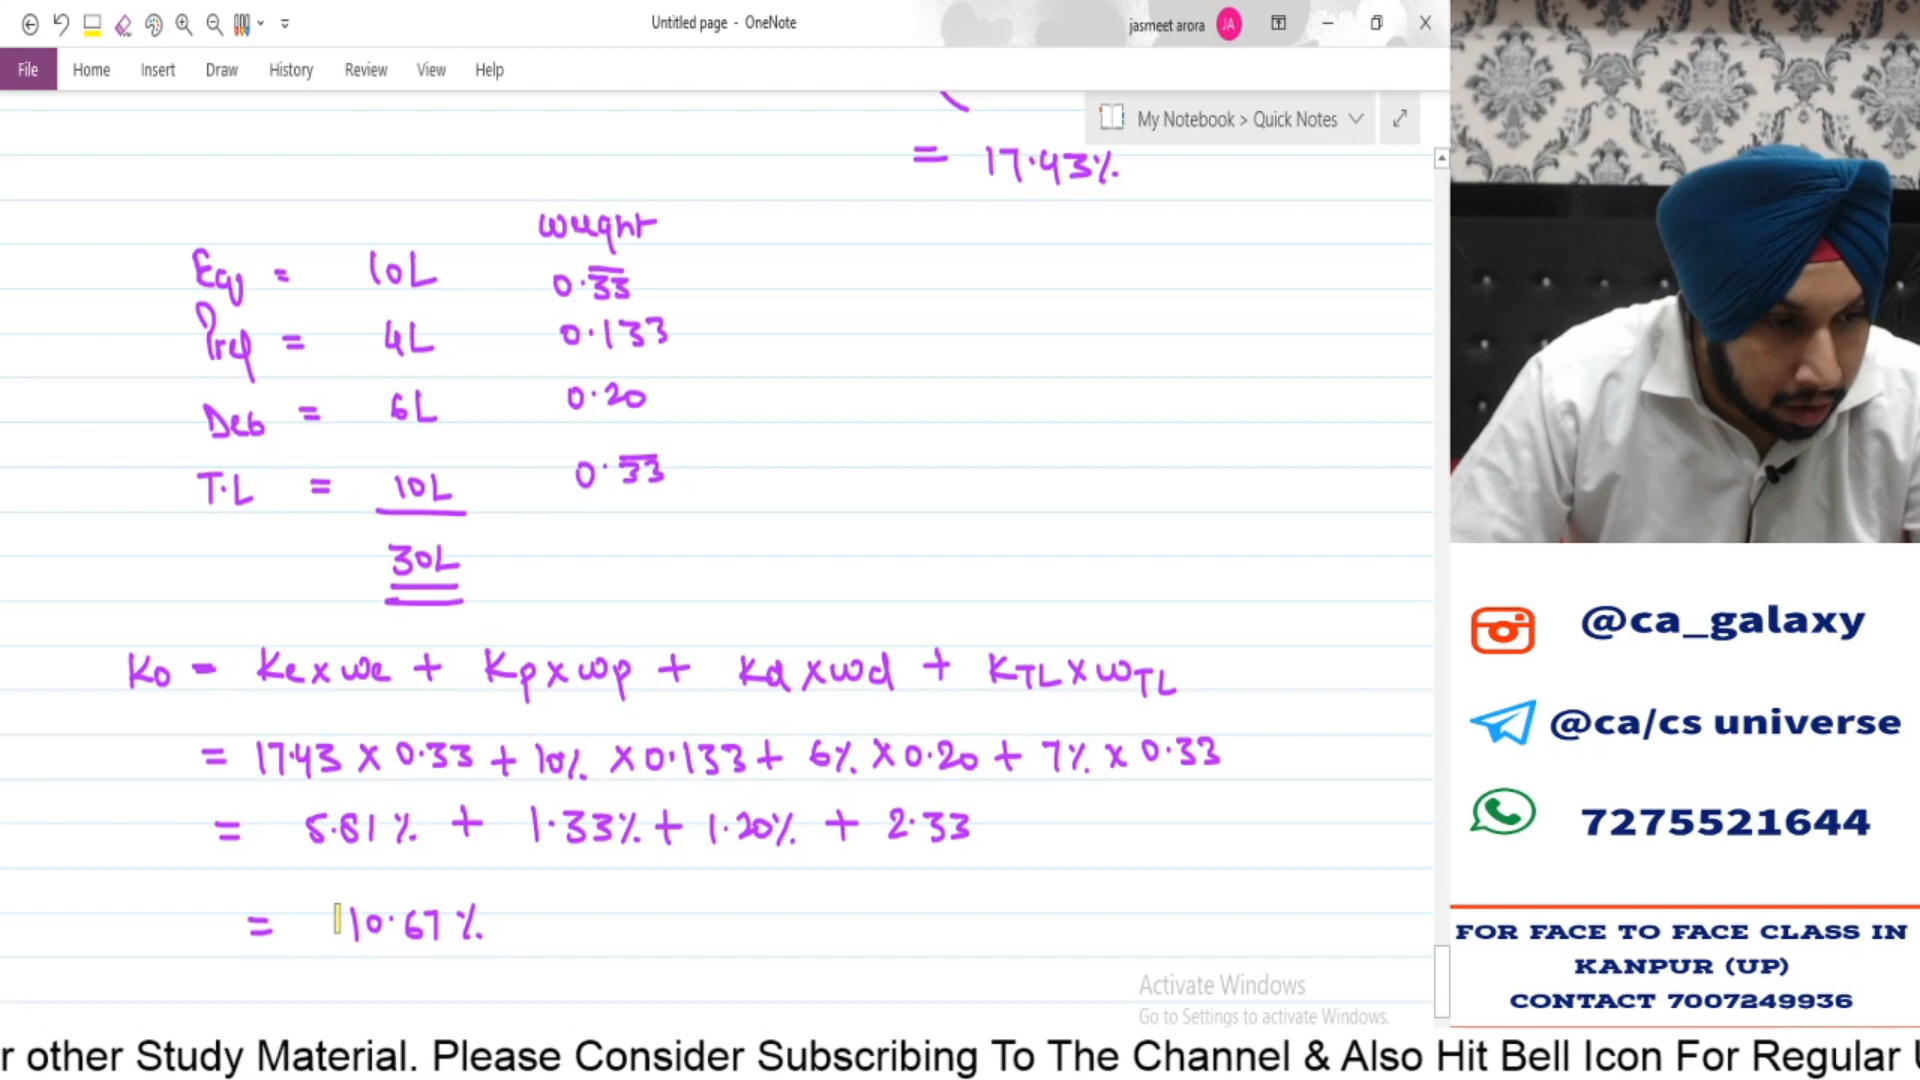 Untitled page - OneNote
jasmeet arora JA
File Home Insert Draw History Review View Help
My Notebook > Quick Notes
= 17.43%
Weight
Eqy = 10L 0.33
Pref = 4L 0.133
Deb = 6L 0.20
T.L = 10L 0.33
30L
Ko = Ke x we + Kp x wp + Kd x wd + KTL x wTL
= 17.43 x 0.33 + 10% x 0.133 + 6% x 0.20 + 7% x 0.33
= 5.81% + 1.33% + 1.20% + 2.33
= 10.67%
Activate Windows
Go to Settings to activate Windows.
@ca_galaxy
@ca/cs universe
7275521644
FOR FACE TO FACE CLASS IN
KANPUR (UP)
CONTACT 7007249936
r other Study Material. Please Consider Subscribing To The Channel & Also Hit Bell Icon For Regular